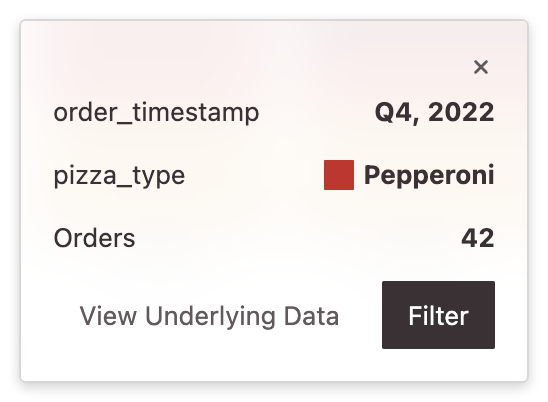 ×
order_timestamp Q4, 2022
pizza_type Pepperoni
Orders 42
View Underlying Data Filter